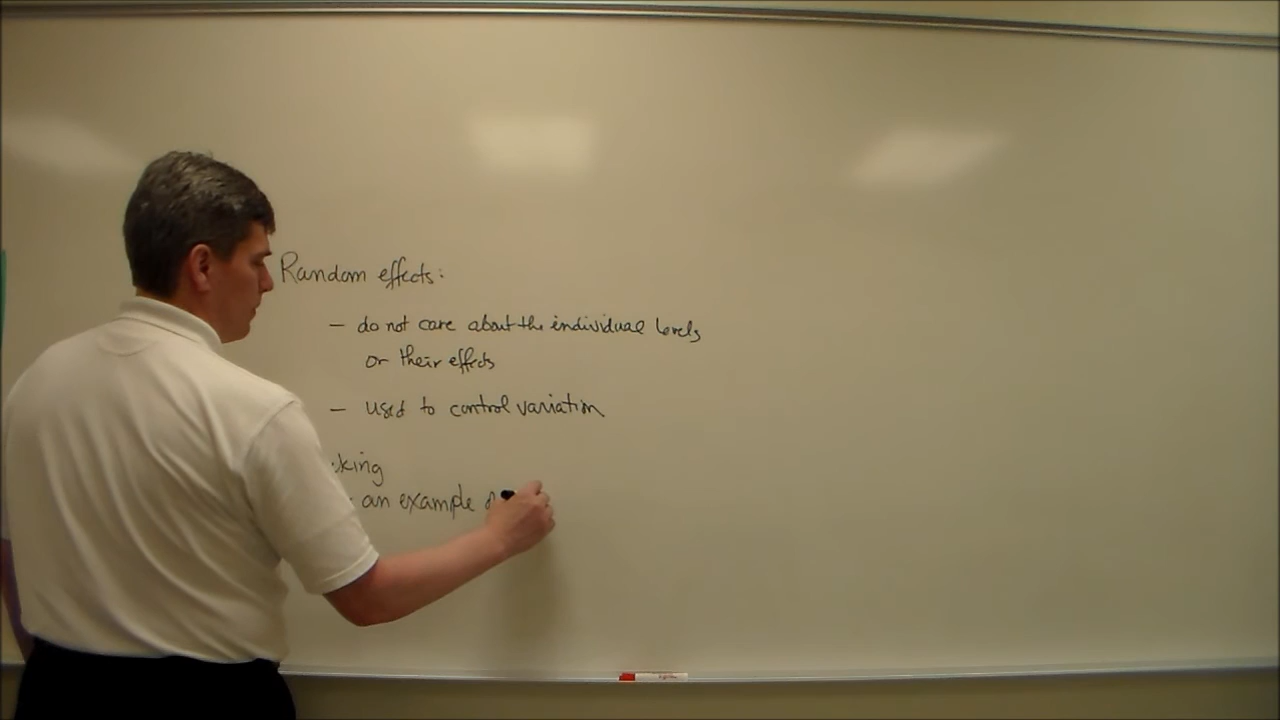 Random effects:
– do not care about the individual levels
or their effects
– used to control variation
king
an example